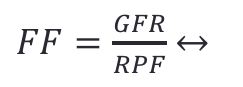 FF = GFR/RPF ↔